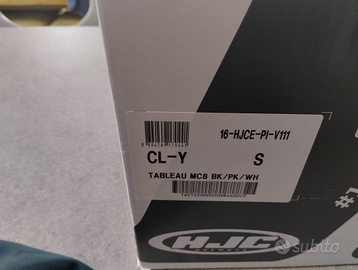 16-HJCE-PI-V111
CL-Y S
TABLEAU MC8 BK/PK/WH
HJC
subito